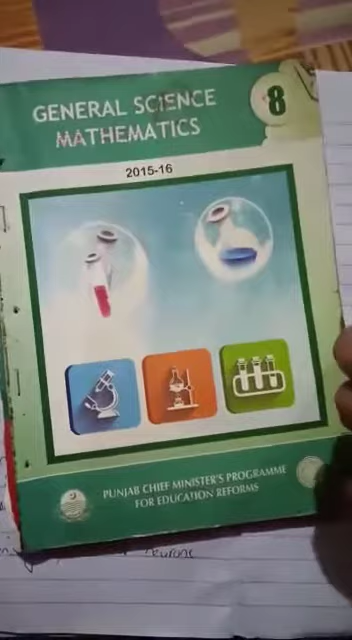 GENERAL SCIENCE
MATHEMATICS
8
2015-16
PUNJAB CHIEF MINISTER'S PROGRAMME
FOR EDUCATION REFORMS